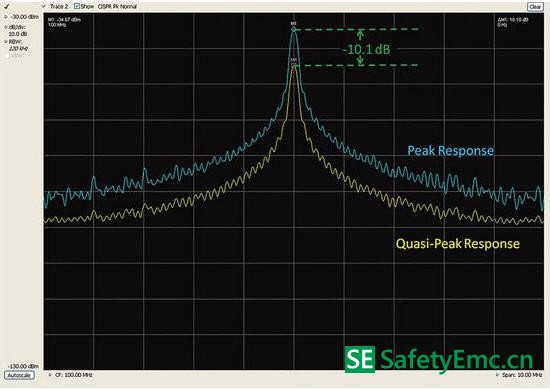 Trace 2 Show CISPR Pk Normal Clear
-30.00 dBm
dB/div:
10.0 dB
RBW:
120 kHz
VBW:
M1: -34.67 dBm
100 MHz
ΔM1: 10.10 dB
0 Hz
M1
-10.1 dB
Peak Response
Quasi-Peak Response
SE SafetyEmc.cn
-130.00 dBm
Autoscale CF: 100.00 MHz Span: 10.00 MHz